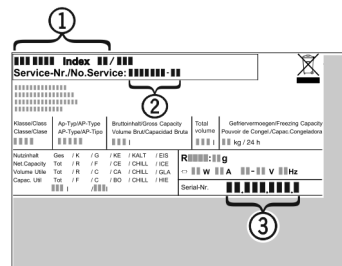 1
Index /
Service-Nr./No.Service: -
2
Klasse/Class Ap-Typ/AP-Type Bruttoinhalt/Gross Capacity Total Gefriervermoegen/Freezing Capacity
Classe/Clase AP-Type/AP-Tipo Volume Brut/Capacidad Bruta volume Pouvoir de Congel./Capac.Congeladora
l l kg / 24 h
Nutzinhalt Ges / K / G / KE / KALT / EIS
Net.Capacity Tot / R / F / CE / CHILL / ICE
Volume Utile Tot / R / C / CA / CHILL / GLA
Capac. Util Tot / F / C / BO / CHILL / HIE
l / l
R : g
W A - V Hz
Serial-Nr. . . .
3